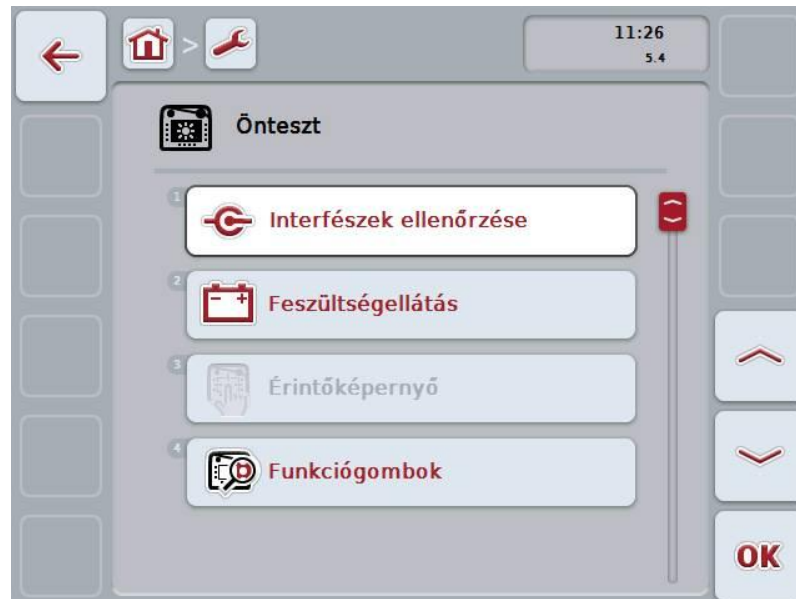 >
11:26
5.4
Önteszt
1
Interfészek ellenőrzése
2
Feszültségellátás
3
Érintőképernyő
4
Funkciógombok
OK